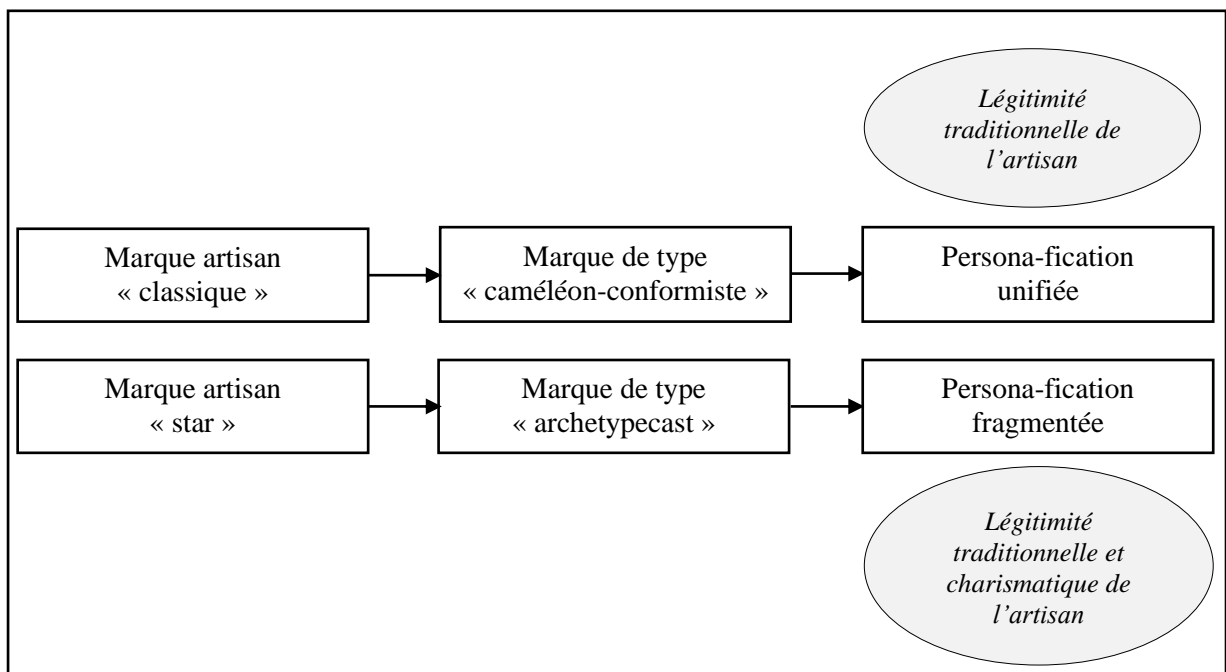 Légitimité
traditionnelle de
l’artisan
Marque artisan
« classique »
Marque de type
« caméléon-conformiste »
Persona-fication
unifiée
Marque artisan
« star »
Marque de type
« archetypecast »
Persona-fication
fragmentée
Légitimité
traditionnelle et
charismatique de
l’artisan